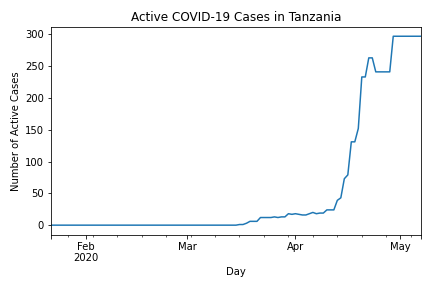 Active COVID-19 Cases in Tanzania
300
250
200
150
100
50
0
Number of Active Cases
Feb
2020
Mar
Apr
May
Day